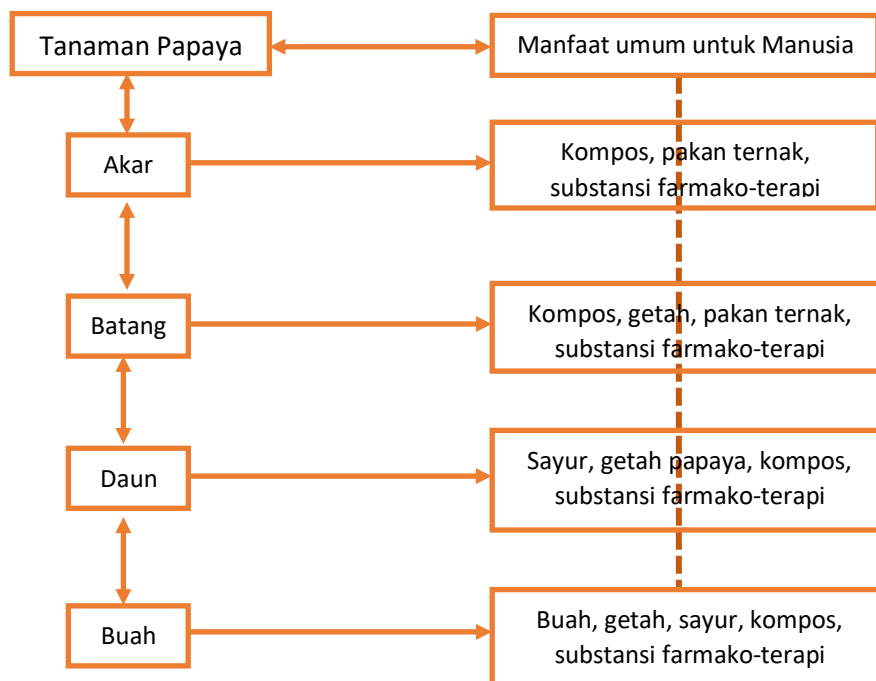 Tanaman Papaya
Manfaat umum untuk Manusia
Akar
Kompos, pakan ternak,
substansi farmako-terapi
Batang
Kompos, getah, pakan ternak,
substansi farmako-terapi
Daun
Sayur, getah papaya, kompos,
substansi farmako-terapi
Buah
Buah, getah, sayur, kompos,
substansi farmako-terapi